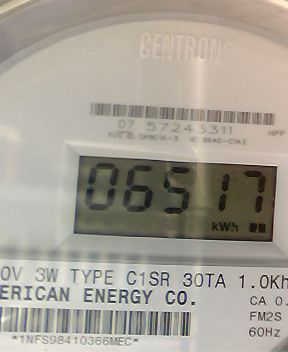 CENTRON®
07 57245311
HPP
06517
kWh
0V 3W TYPE C1SR 30TA 1.0Kh
ERICAN ENERGY CO.
CA 0.
FM2S
60Hz
*1NFS98410366MEC*